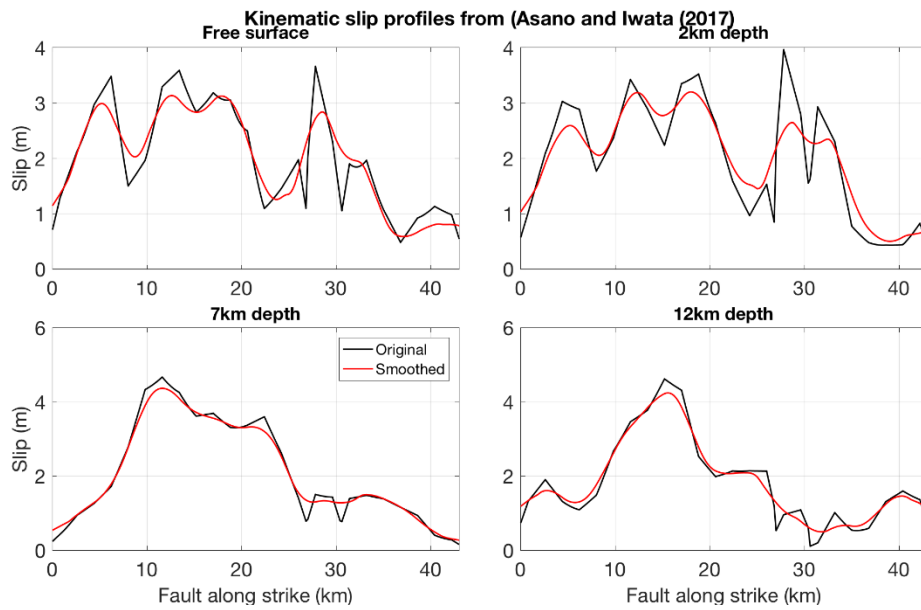 Kinematic slip profiles from (Asano and Iwata (2017)
Free surface
4
3
2
1
0
Slip (m)
0 10 20 30 40
2km depth
4
3
2
1
0
0 10 20 30 40
7km depth
6
4
2
0
Slip (m)
Original
Smoothed
0 10 20 30 40
Fault along strike (km)
12km depth
6
4
2
0
0 10 20 30 40
Fault along strike (km)